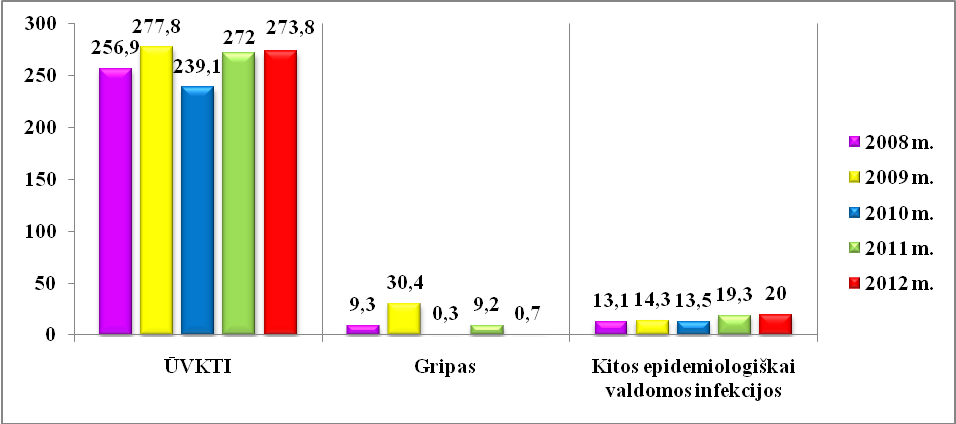 300
250
200
150
100
50
0
256,9
277,8
239,1
272
273,8
9,3
30,4
0,3
9,2
0,7
13,1
14,3
13,5
19,3
20
ŪVKTI
Gripas
Kitos epidemiologiškai
valdomos infekcijos
2008 m.
2009 m.
2010 m.
2011 m.
2012 m.